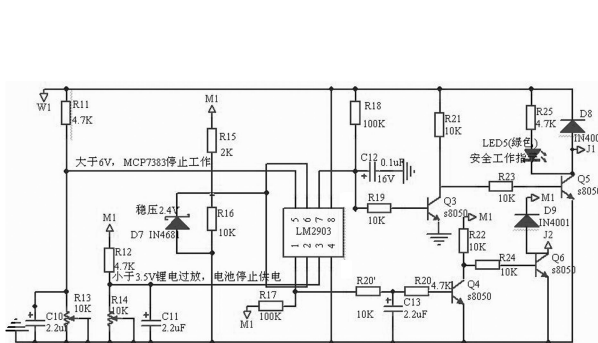 W1
R11
4.7K
M1
R15
2K
R18
100K
C12
0.1uF
16V
R21
10K
R25
4.7K
D8
IN400
LED5(绿色)
安全工作指
J1
大于6V,MCP7383停止工作
稳压2.4V
D7 IN4681
R16
10K
5 6 7 8
LM2903
1 2 3 4
R19
10K
Q3
s8050
R23
10K
Q5
s8050
M1
D9
IN4001
M1
R22
10K
J2
M1
R12
4.7K
小于3.5V锂电过放,电池停止供电
R24
10K
Q6
s8050
R17
100K
M1
R20'
10K
R20
4.7K
C13
2.2uF
Q4
s8050
C10
2.2uF
R13
10K
R14
10K
C11
2.2uF